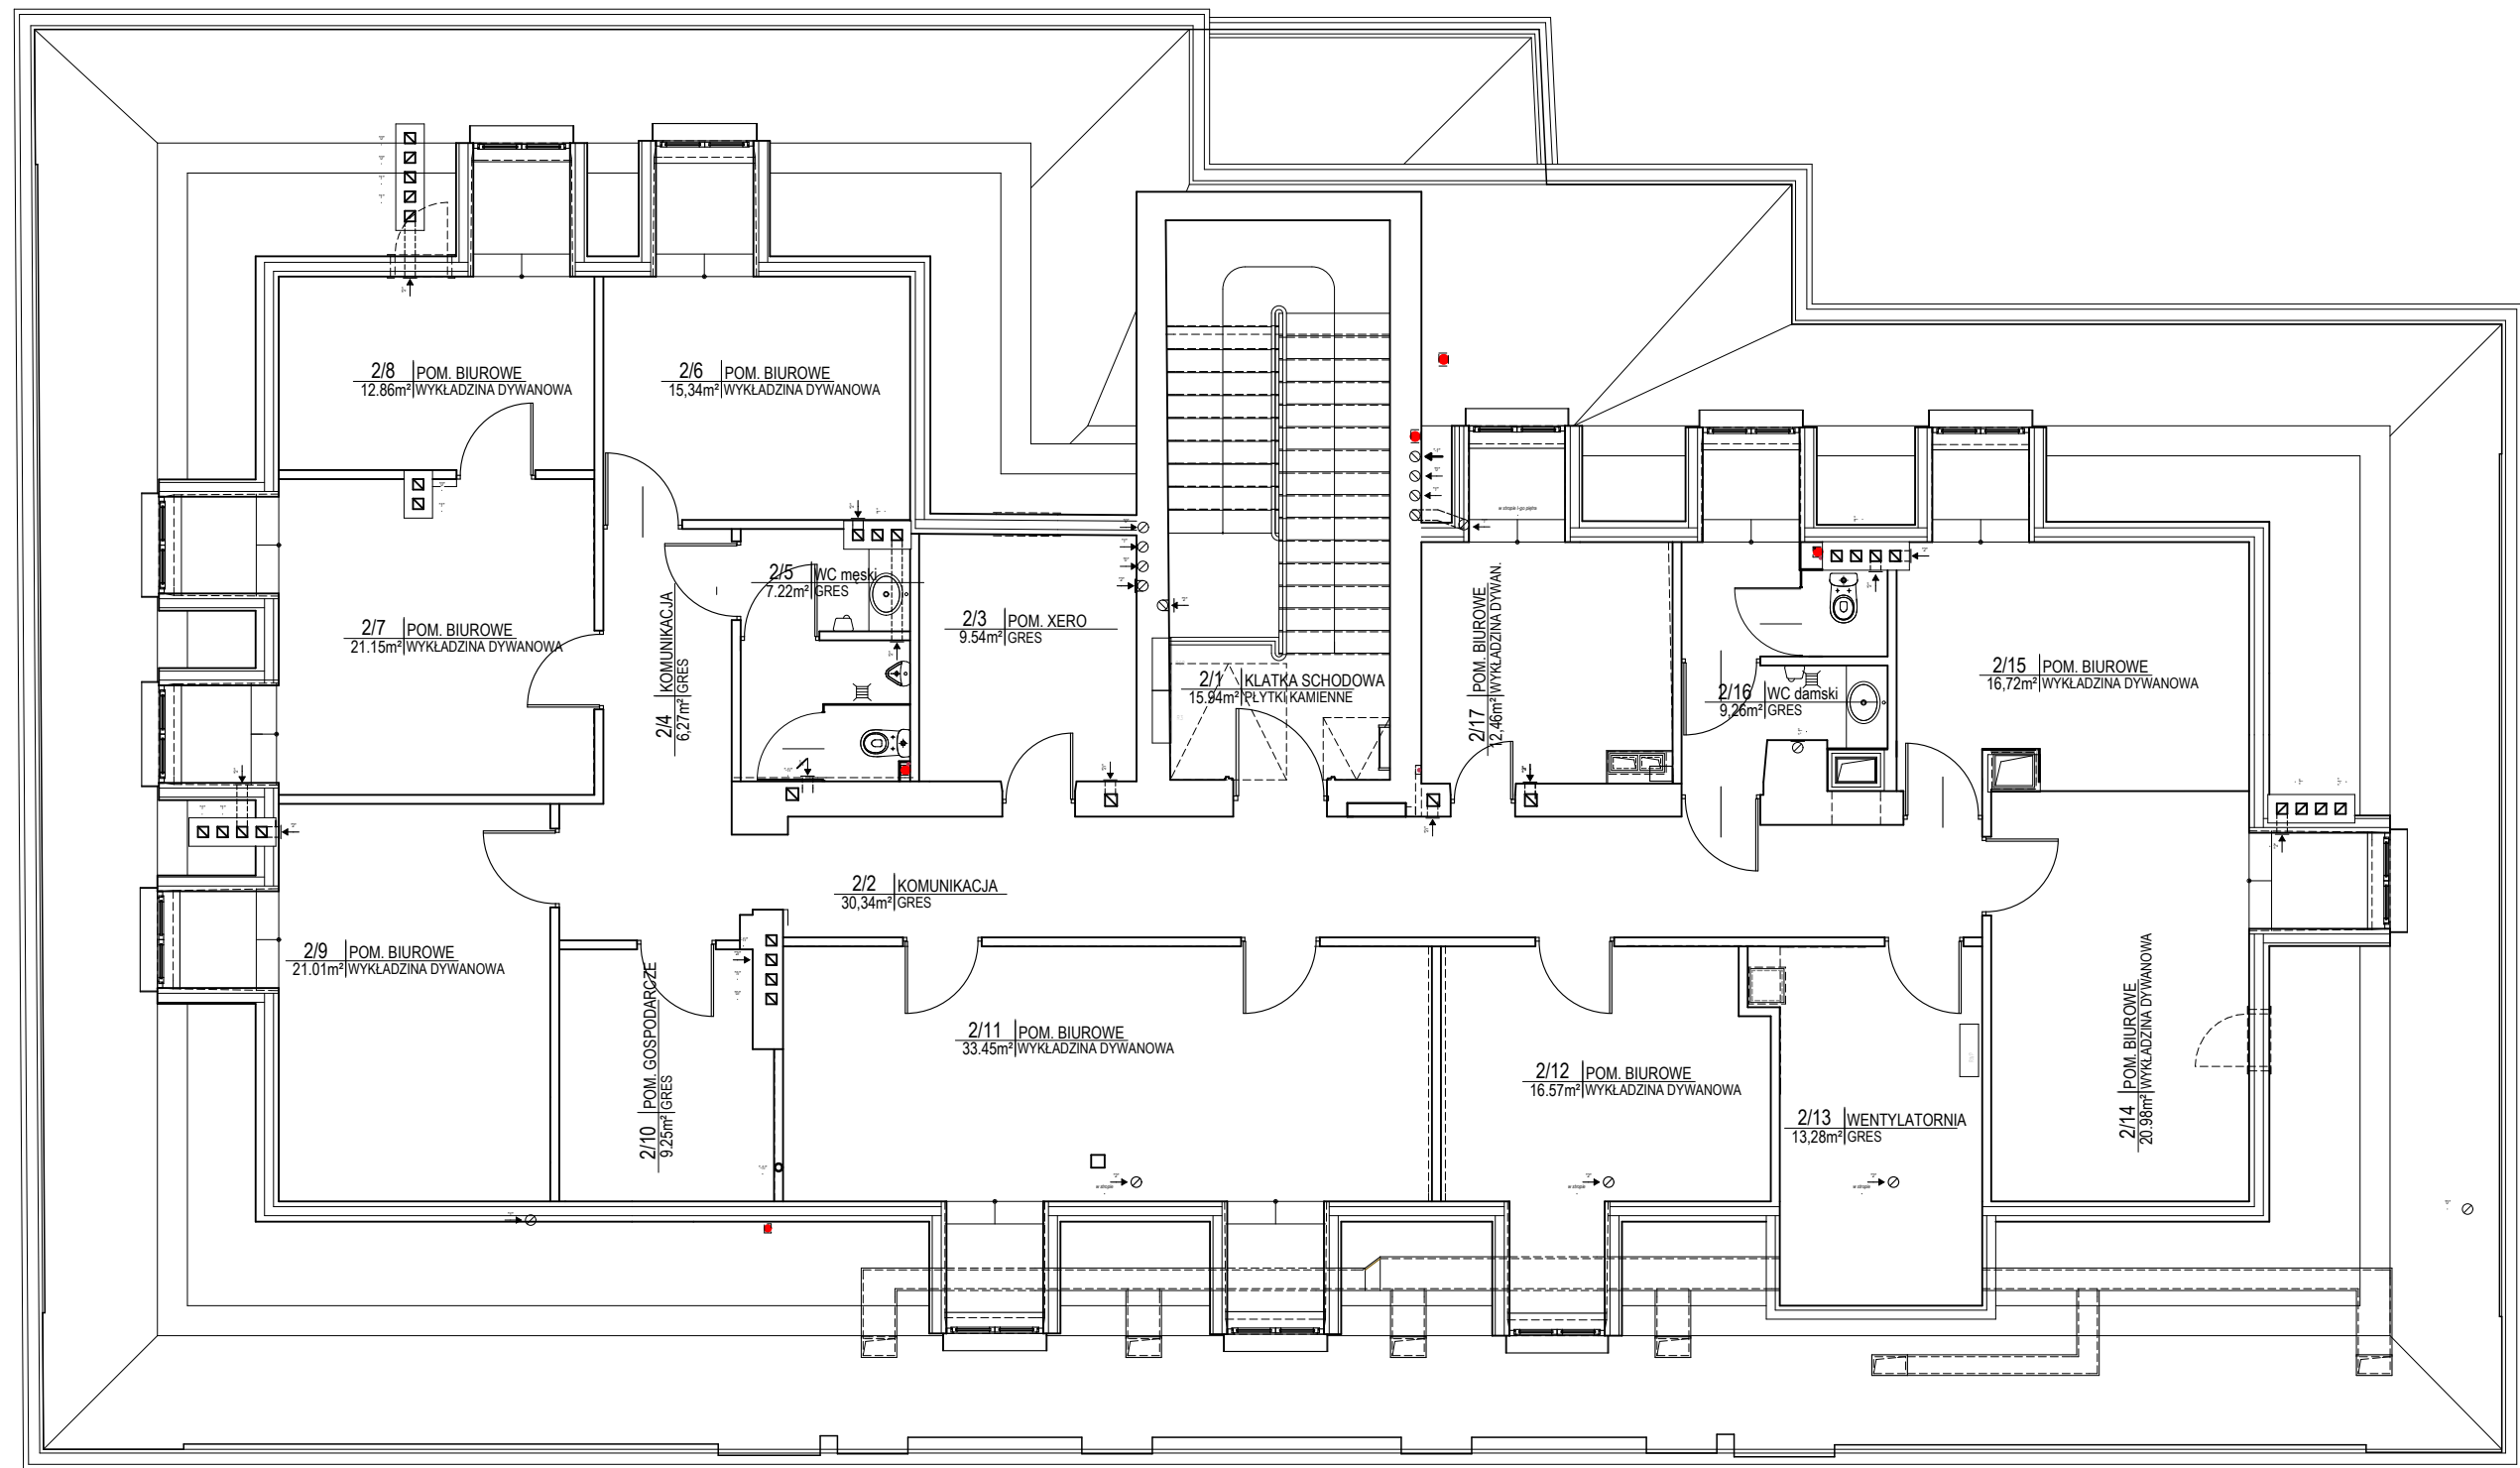 2/8 POM. BIUROWE
12.86m² WYKŁADZINA DYWANOWA
2/6 POM. BIUROWE
15,34m² WYKŁADZINA DYWANOWA
2/5 WC męski
7.22m² GRES
2/3 POM. XERO
9.54m² GRES
2/7 POM. BIUROWE
21.15m² WYKŁADZINA DYWANOWA
2/4 KOMUNIKACJA
6,27m² GRES
2/1 KLATKA SCHODOWA
15.94m² PŁYTKI KAMIENNE
2/17 POM. BIUROWE
12,46m² WYKŁADZINA DYWAN.
2/16 WC damski
9,26m² GRES
2/15 POM. BIUROWE
16,72m² WYKŁADZINA DYWANOWA
2/2 KOMUNIKACJA
30,34m² GRES
2/9 POM. BIUROWE
21.01m² WYKŁADZINA DYWANOWA
2/10 POM. GOSPODARCZE
9.25m² GRES
2/11 POM. BIUROWE
33.45m² WYKŁADZINA DYWANOWA
2/12 POM. BIUROWE
16.57m² WYKŁADZINA DYWANOWA
2/13 WENTYLATORNIA
13,28m² GRES
2/14 POM. BIUROWE
20.98m² WYKŁADZINA DYWANOWA
w stropie
w stropie
w stropie